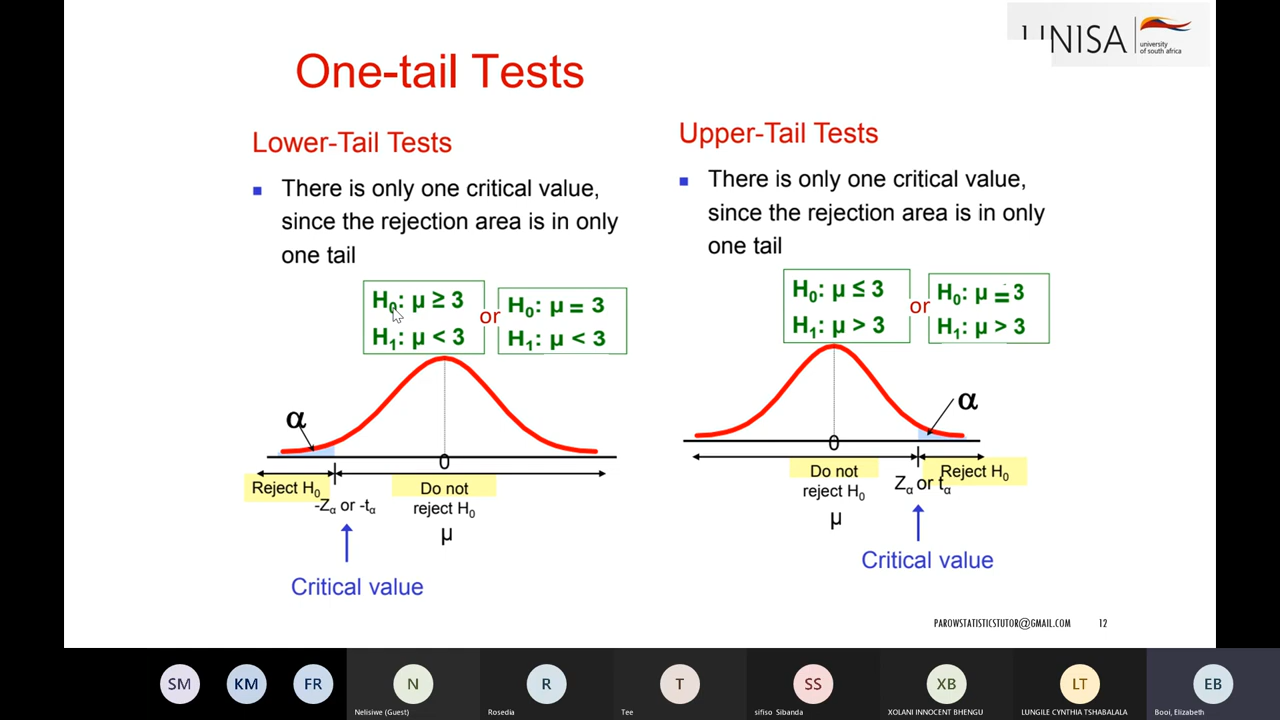 UNISA
university
of south africa
One-tail Tests
Lower-Tail Tests
There is only one critical value,
since the rejection area is in only
one tail
H₀: μ ≥ 3
H₁: μ < 3
or
H₀: μ = 3
H₁: μ < 3
α
0
Reject H₀
Do not
reject H₀
-Zα or -tα
μ
Critical value
Upper-Tail Tests
There is only one critical value,
since the rejection area is in only
one tail
H₀: μ ≤ 3
H₁: μ > 3
or
H₀: μ = 3
H₁: μ > 3
α
0
Do not
reject H₀
Reject H₀
Zα or tα
μ
Critical value
PAROWSTATISTICSTUTOR@GMAIL.COM 12
SM
KM
FR
N
Nelisiwe (Guest)
R
Rosedia
T
Tee
SS
sifiso Sibanda
XB
XOLANI INNOCENT BHENGU
LT
LUNGILE CYNTHIA TSHABALALA
EB
Booi, Elizabeth